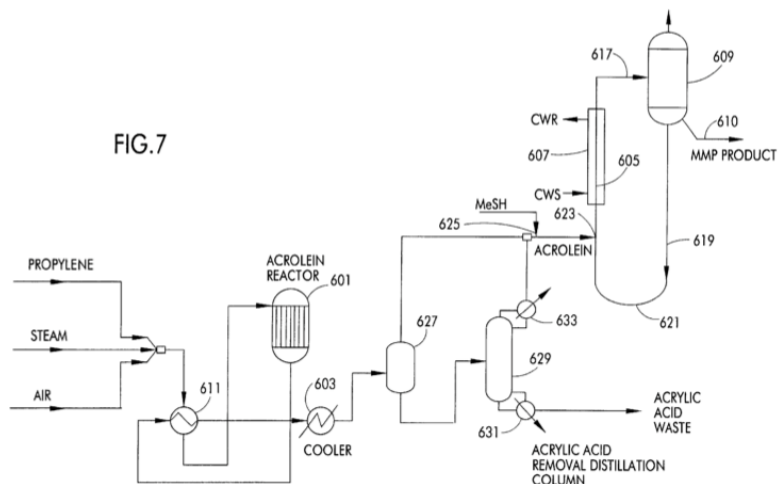 FIG.7
617
609
610
MMP PRODUCT
CWR
607
605
CWS
MeSH
625
623
ACROLEIN
619
621
PROPYLENE
STEAM
AIR
ACROLEIN
REACTOR
601
611
603
COOLER
627
633
629
631
ACRYLIC
ACID
WASTE
ACRYLIC ACID
REMOVAL DISTILLATION
COLUMN